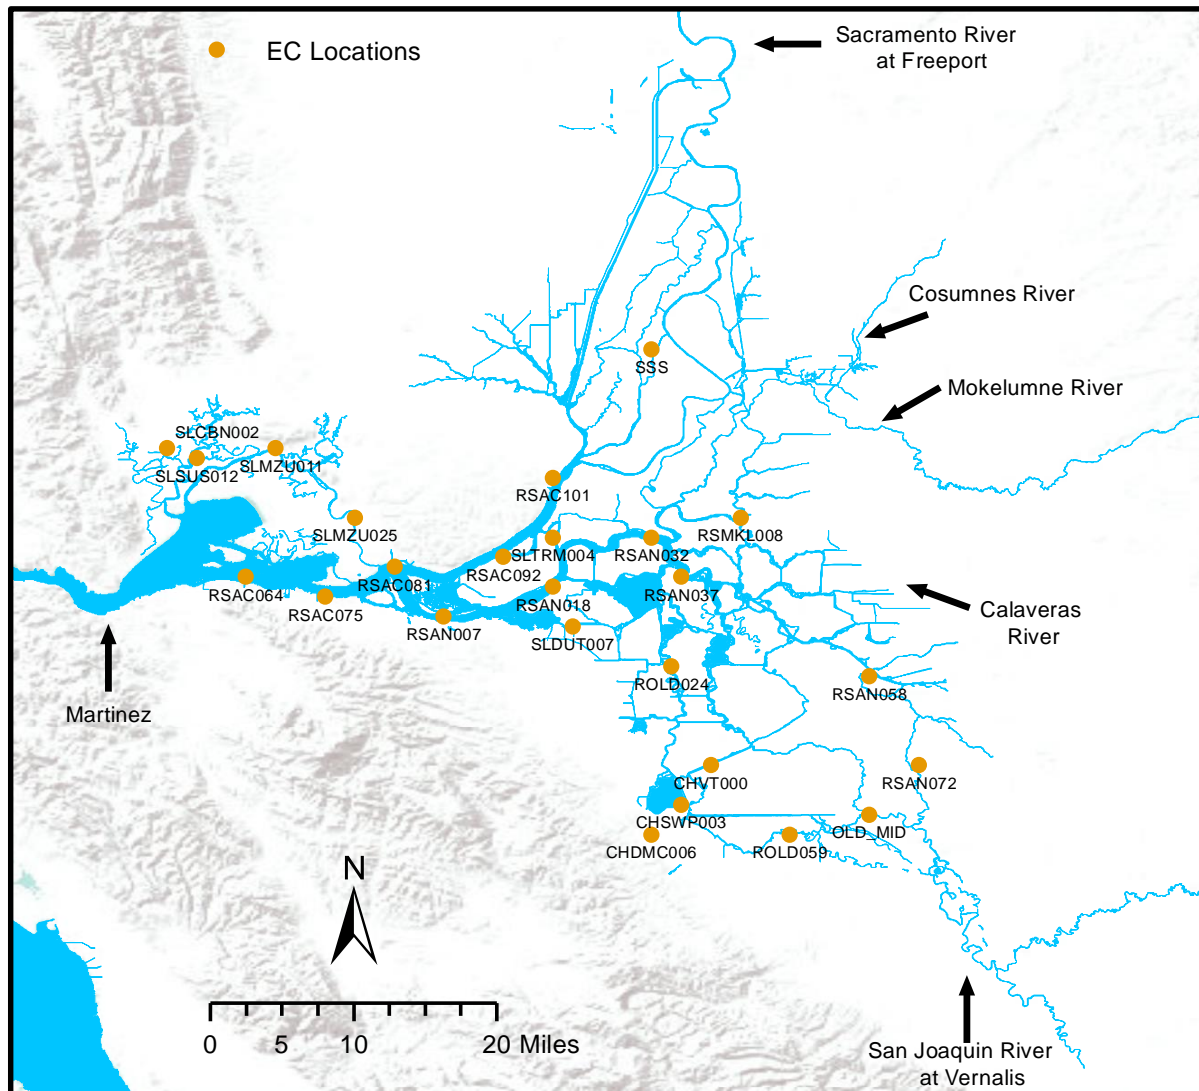 Sacramento River
at Freeport
EC Locations
Cosumnes River
Mokelumne River
SSS
SLCBN002
SLMZU011
SLSUS012
RSAC101
SLMZU025
SLTRM004
RSAN032
RSMKL008
RSAC092
RSAC081
RSAC064
RSAN037
RSAC075
RSAN018
Calaveras
River
RSAN007
SLDUT007
ROLD024
RSAN058
Martinez
CHVT000
RSAN072
CHSWP003
OLD_MID
CHDMC006
ROLD059
N
0 5 10 20 Miles
San Joaquin River
at Vernalis